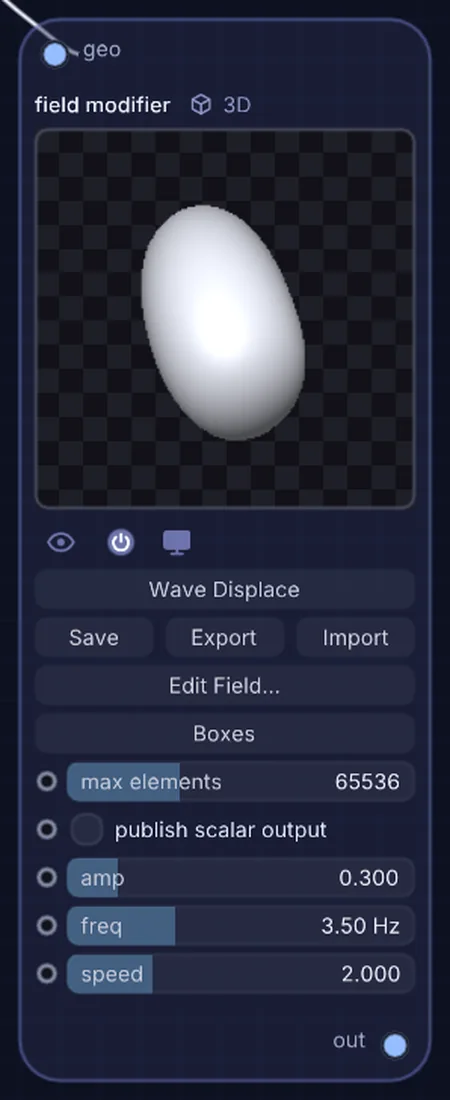 geo
field modifier 3D
Wave Displace
Save Export Import
Edit Field...
Boxes
max elements 65536
publish scalar output
amp 0.300
freq 3.50 Hz
speed 2.000
out